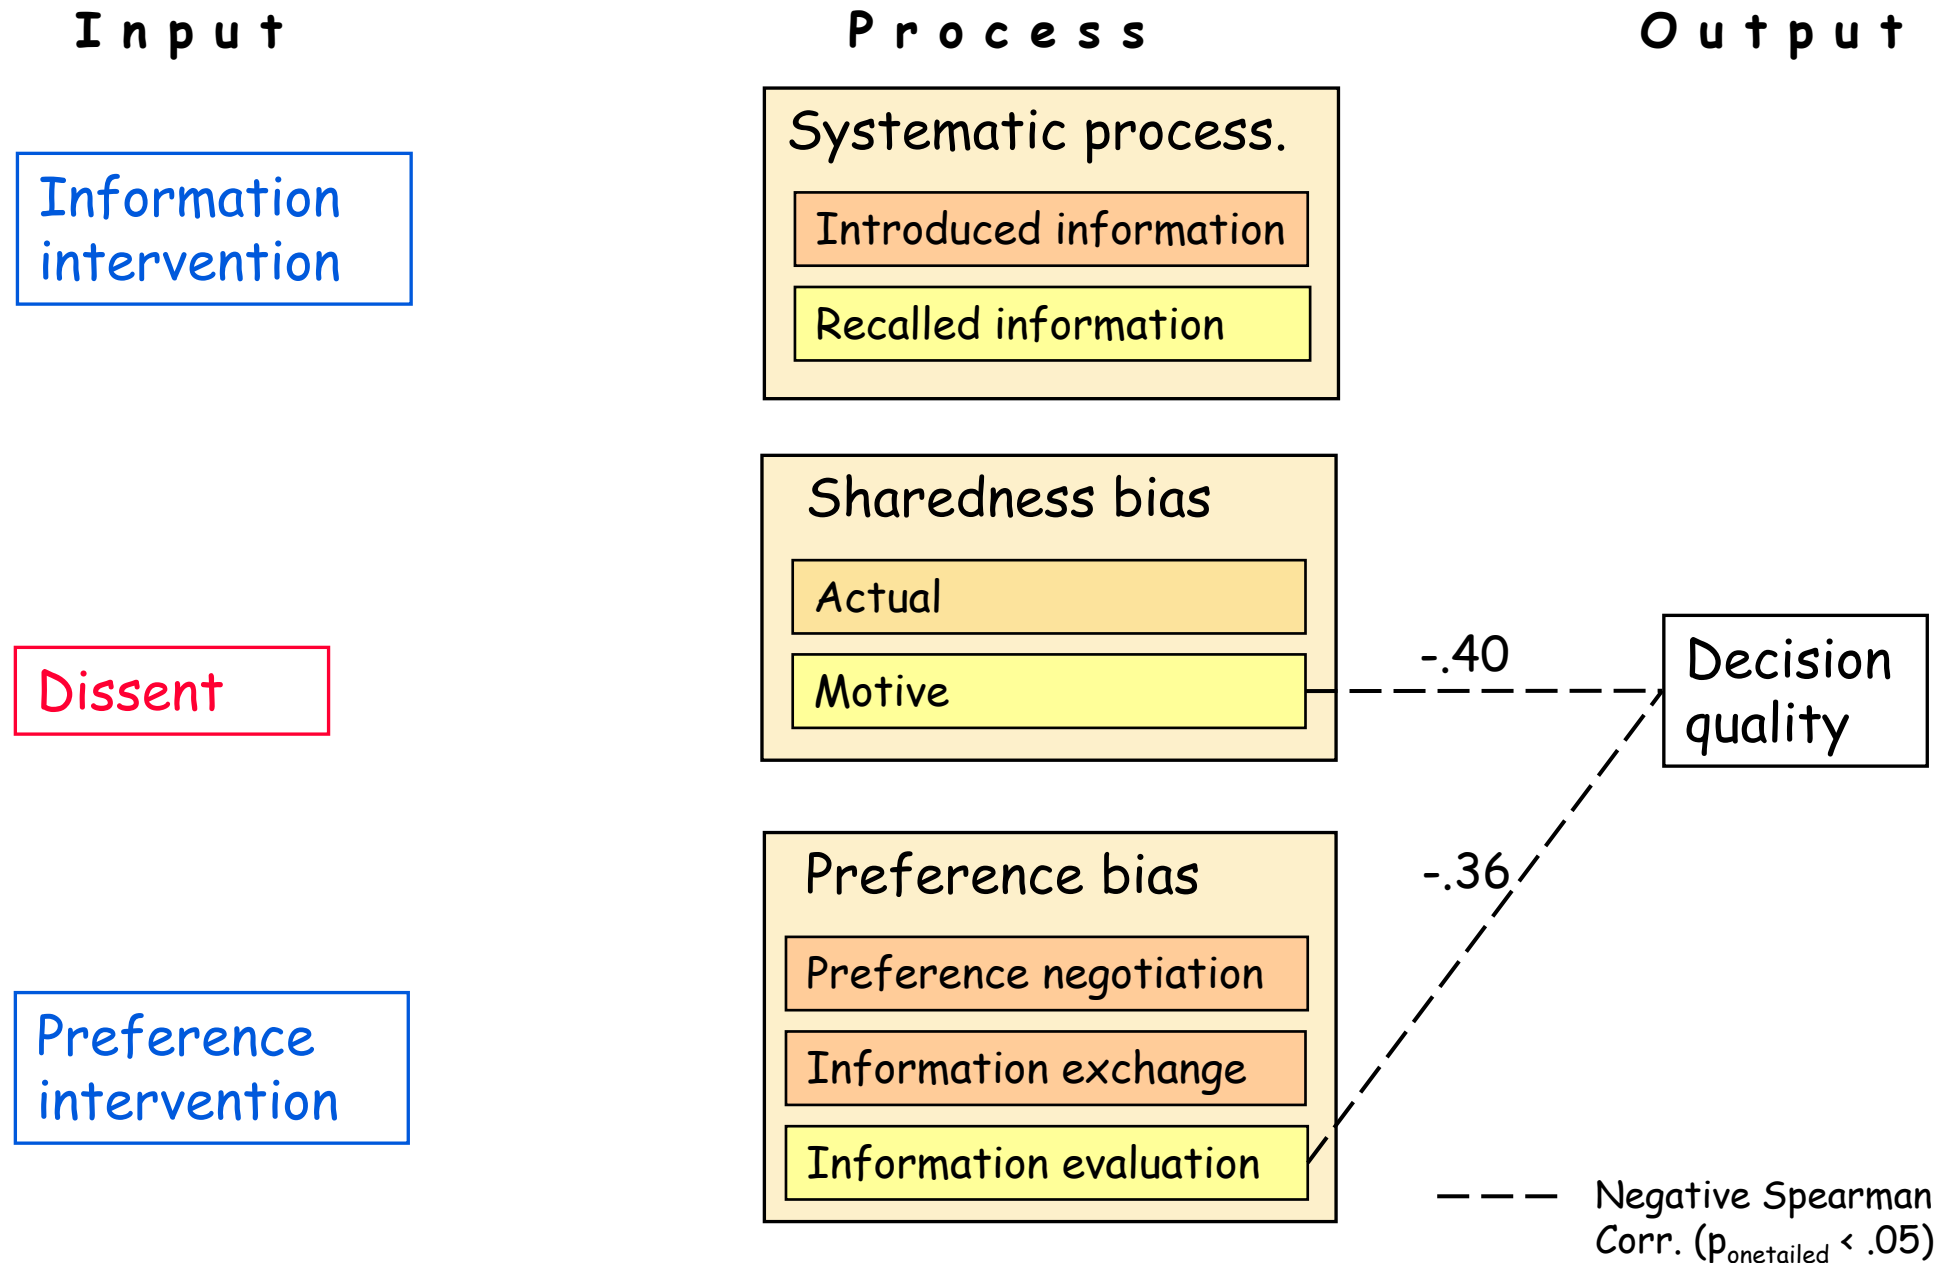 Input
Process
Output
Information
intervention
Dissent
Preference
intervention
Systematic process.
Introduced information
Recalled information
Sharedness bias
Actual
Motive
Preference bias
Preference negotiation
Information exchange
Information evaluation
-.40
-.36
Decision
quality
Negative Spearman
Corr. (p onetailed < .05)